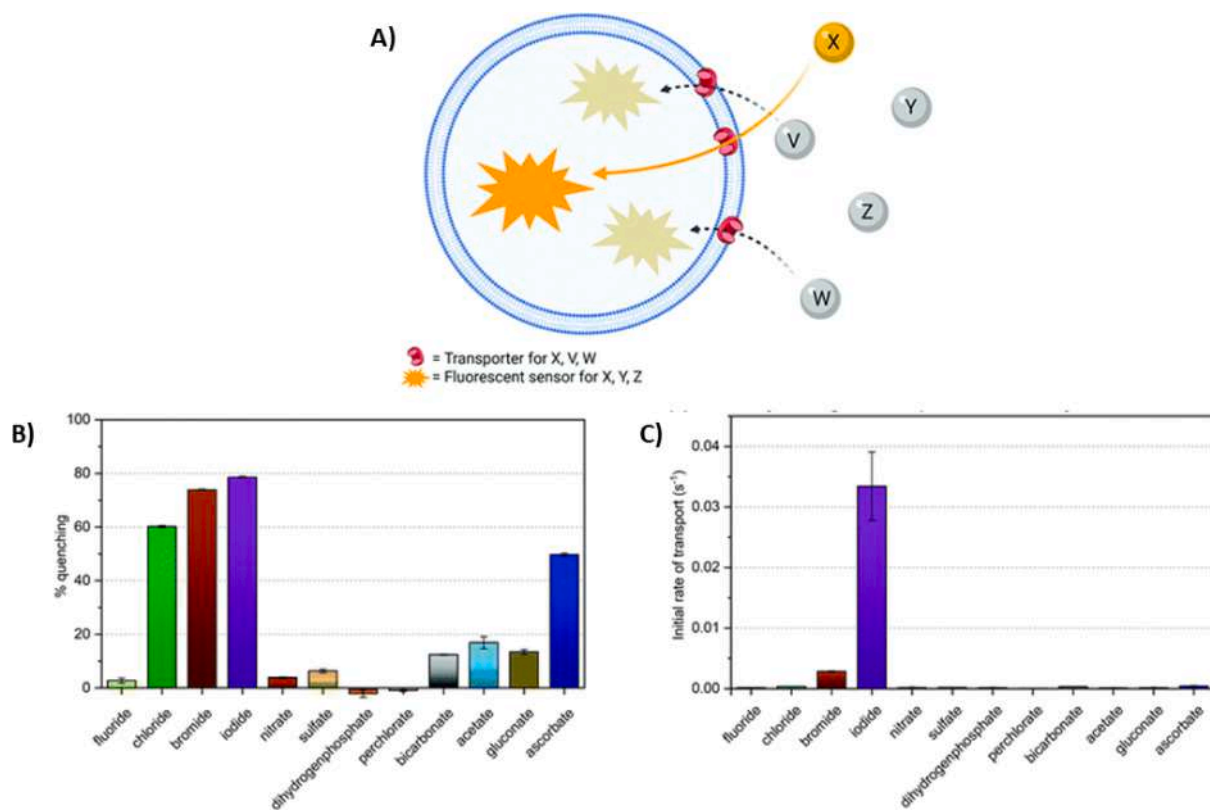 A)
X
Y
V
Z
W
= Transporter for X, V, W
= Fluorescent sensor for X, Y, Z
B)
% quenching
100
80
60
40
20
0
fluoride
chloride
bromide
iodide
nitrate
sulfate
dihydrogenphosphate
perchlorate
bicarbonate
acetate
gluconate
ascorbate
C)
Initial rate of transport (s⁻¹)
0.04
0.03
0.02
0.01
0.00
fluoride
chloride
bromide
iodide
nitrate
sulfate
dihydrogenphosphate
perchlorate
bicarbonate
acetate
gluconate
ascorbate